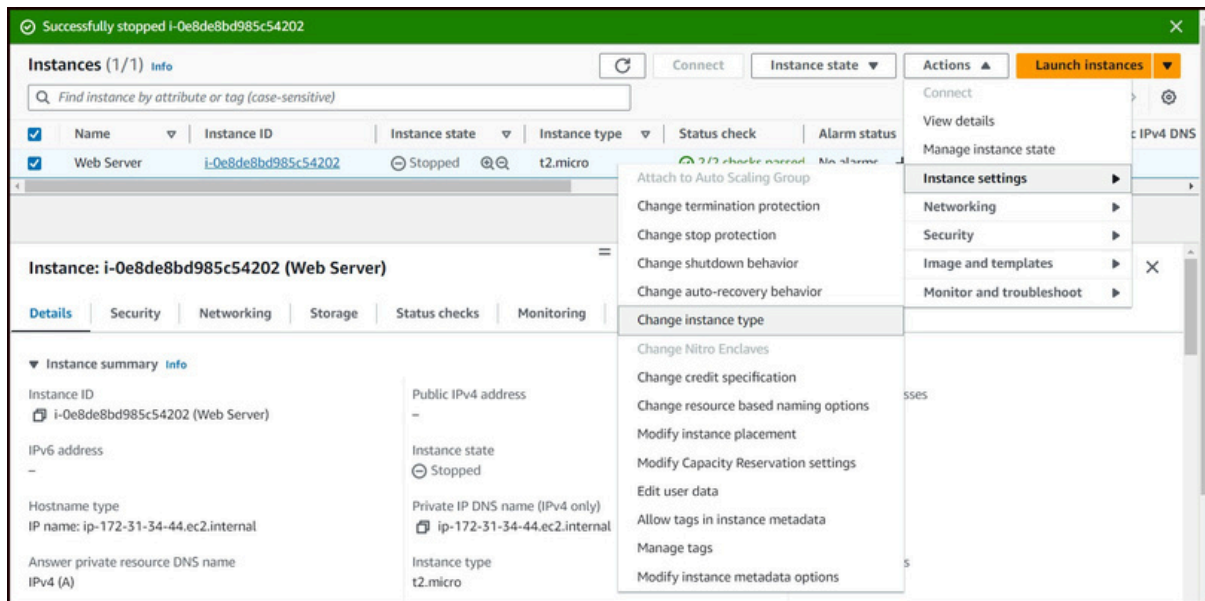 Successfully stopped i-0e8de8bd985c54202
Instances (1/1) Info
Connect
Instance state
Actions
Launch instances
Find instance by attribute or tag (case-sensitive)
Connect
View details
Manage instance state
Instance settings
Networking
Security
Image and templates
Monitor and troubleshoot
Name Instance ID Instance state Instance type Status check Alarm status IPv4 DNS
Web Server i-0e8de8bd985c54202 Stopped t2.micro 2/2 checks passed No alarms
Attach to Auto Scaling Group
Change termination protection
Change stop protection
Change shutdown behavior
Change auto-recovery behavior
Change instance type
Change Nitro Enclaves
Change credit specification
Change resource based naming options
Modify instance placement
Modify Capacity Reservation settings
Edit user data
Allow tags in instance metadata
Manage tags
Modify instance metadata options
Instance: i-0e8de8bd985c54202 (Web Server)
Details Security Networking Storage Status checks Monitoring
Instance summary Info
Instance ID
i-0e8de8bd985c54202 (Web Server)
Public IPv4 address
–
IPv6 address
–
Instance state
Stopped
Hostname type
IP name: ip-172-31-34-44.ec2.internal
Private IP DNS name (IPv4 only)
ip-172-31-34-44.ec2.internal
Answer private resource DNS name
IPv4 (A)
Instance type
t2.micro